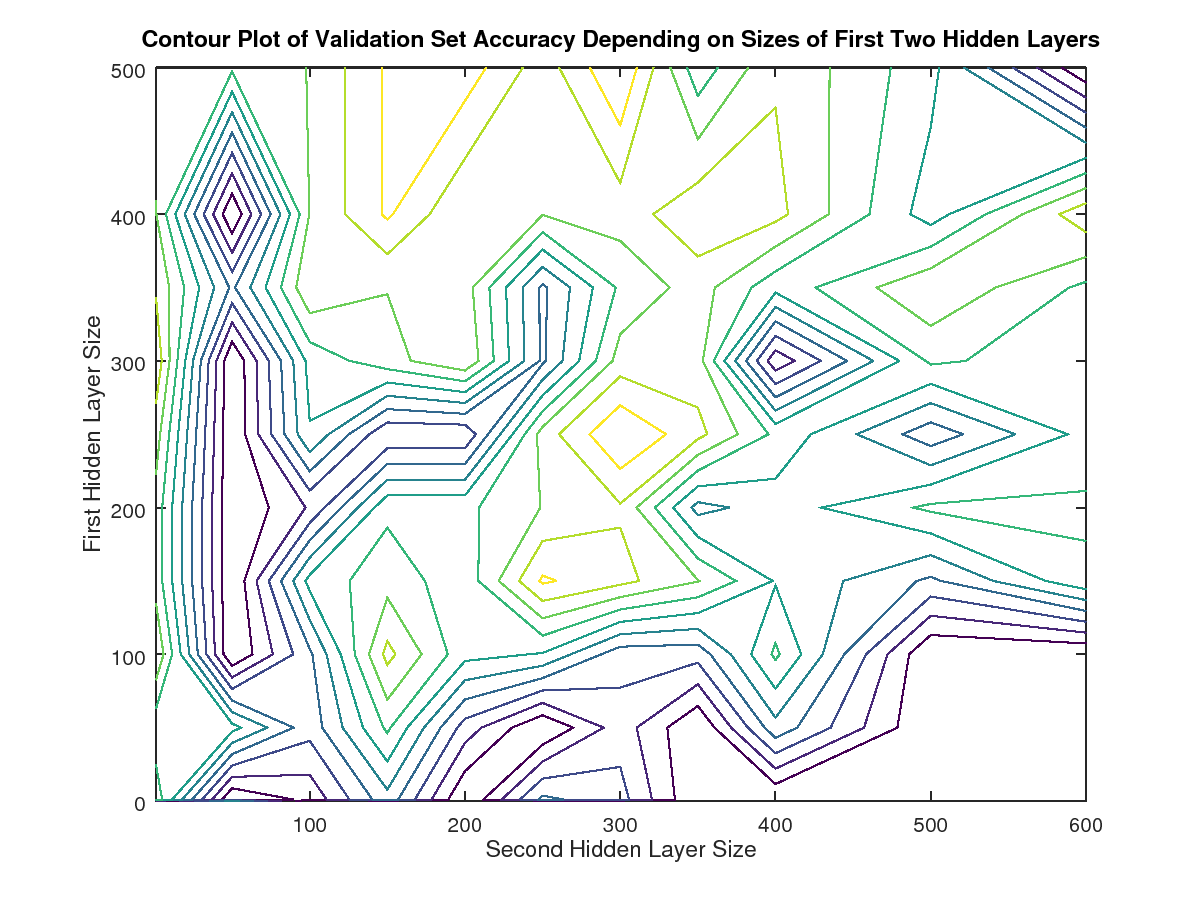 Contour Plot of Validation Set Accuracy Depending on Sizes of First Two Hidden Layers
500
400
300
200
100
0
First Hidden Layer Size
100 200 300 400 500 600
Second Hidden Layer Size